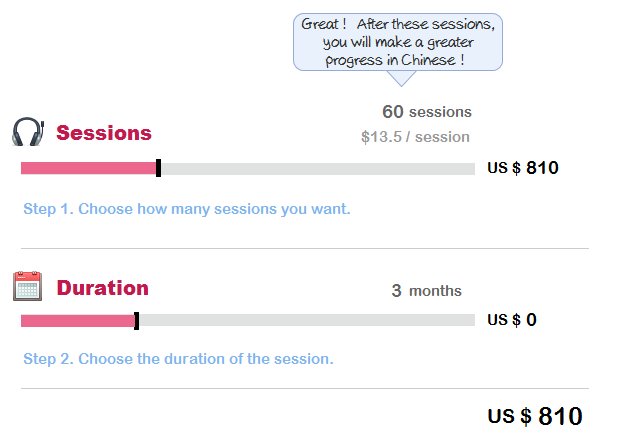 Great! After these sessions,
you will make a greater
progress in Chinese!
60 sessions
$13.5 / session
Sessions
US $ 810
Step 1. Choose how many sessions you want.
Duration
3 months
US $ 0
Step 2. Choose the duration of the session.
US $ 810